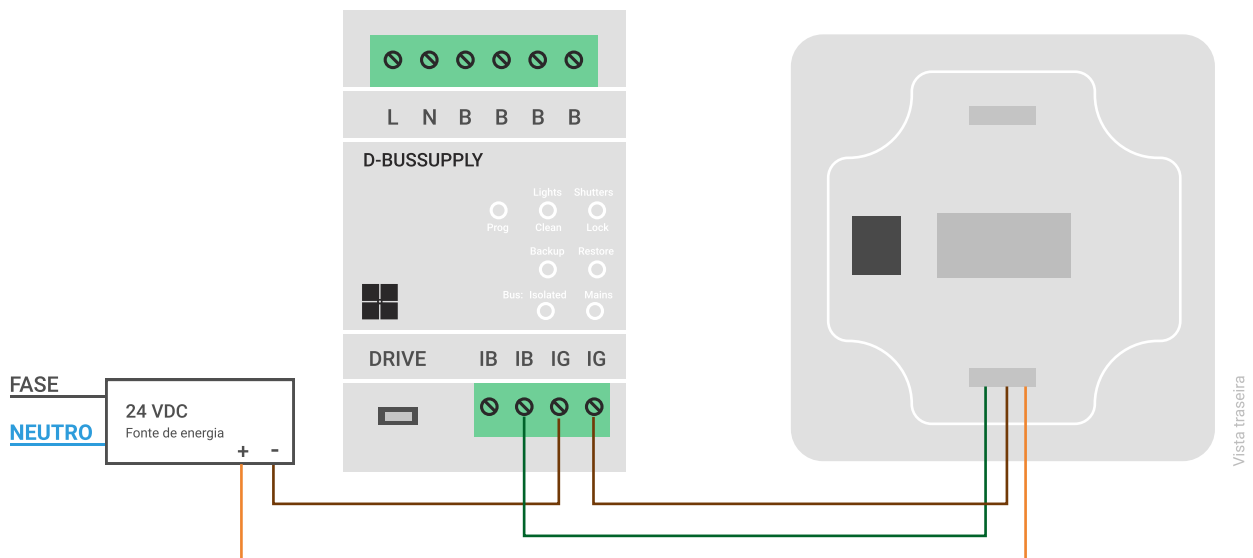 L N B B B B
D-BUSSUPPLY
Lights Shutters
Prog Clean Lock
Backup Restore
Bus: Isolated Mains
DRIVE IB IB IG IG
FASE
NEUTRO
24 VDC
Fonte de energia
+ -
Vista traseira